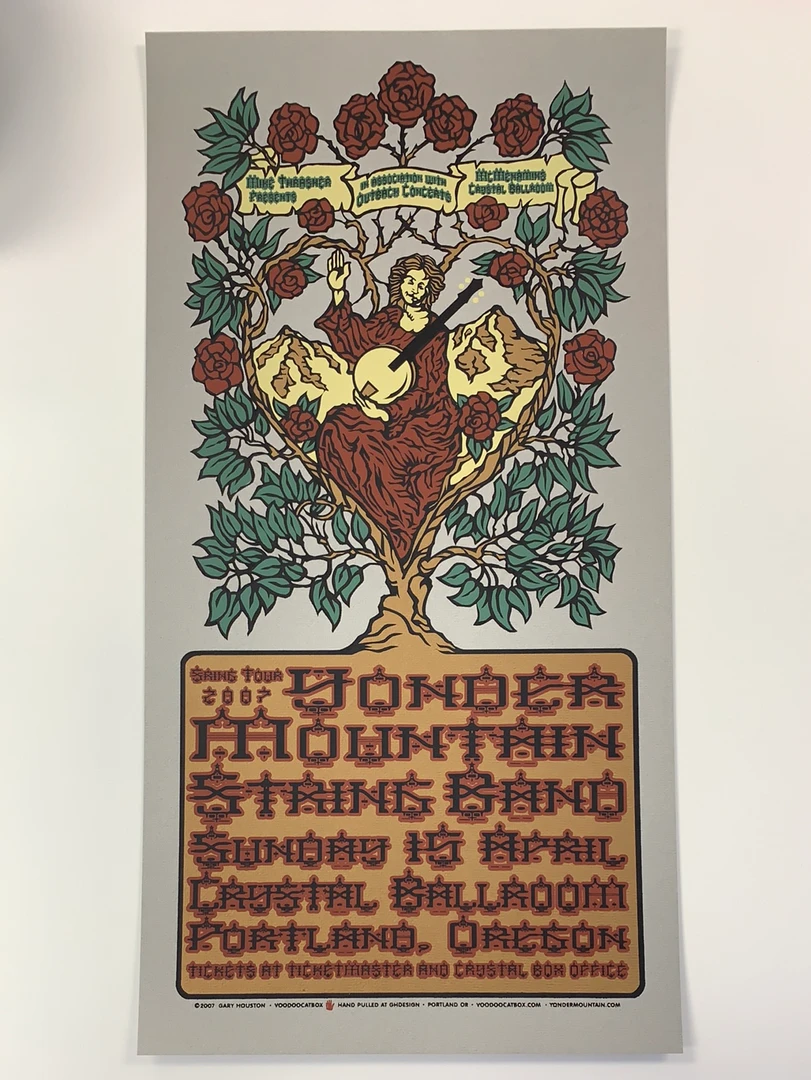 Mike Thrasher
Presents
in association with
Outback Concerts
McMenamins
Crystal Ballroom
Spring Tour
2007
Yonder
Mountain
String Band
Sunday 15 April
Crystal Ballroom
Portland, Oregon
Tickets at Ticketmaster and Crystal Box Office
©2007 GARY HOUSTON • VOODOOCATBOX HAND PULLED AT GHDESIGN • PORTLAND OR • VOODOOCATBOX.COM • YONDERMOUNTAIN.COM